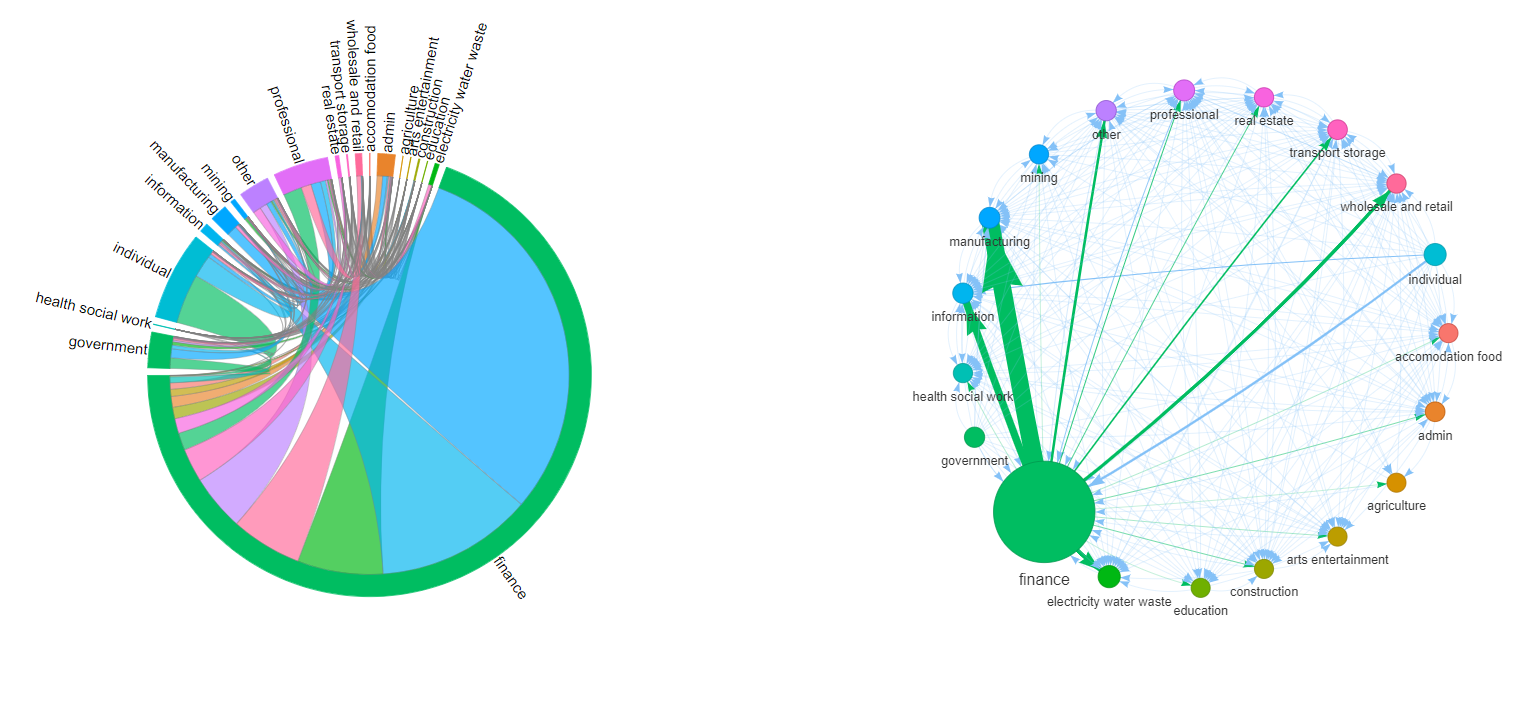 electricity water waste
education
construction
arts entertainment
agriculture
admin
accomodation food
wholesale and retail
transport storage
real estate
professional
other
mining
manufacturing
information
individual
health social work
government
finance
professional
real estate
other
transport storage
mining
wholesale and retail
manufacturing
individual
information
accomodation food
health social work
admin
government
agriculture
arts entertainment
finance
construction
electricity water waste
education